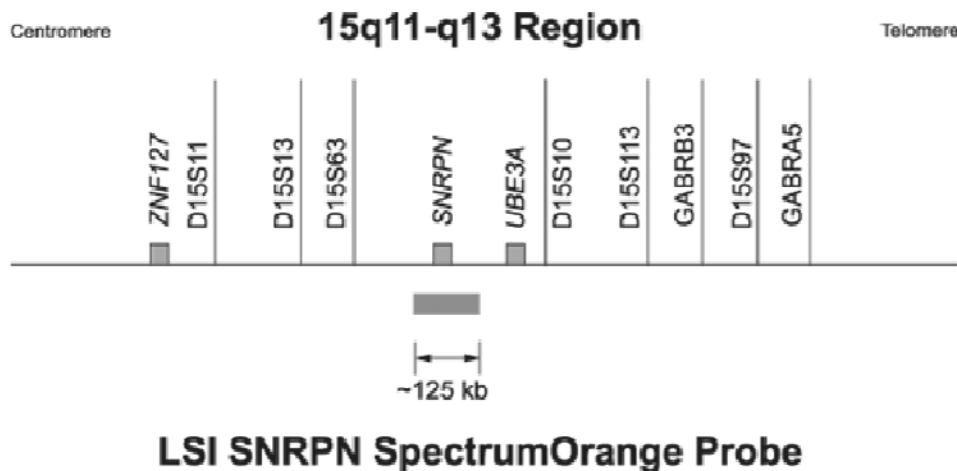 Centromere
15q11-q13 Region
Telomere
ZNF127
D15S11
D15S13
D15S63
SNRPN
UBE3A
D15S10
D15S113
GABRB3
D15S97
GABRA5
~125 kb
LSI SNRPN SpectrumOrange Probe